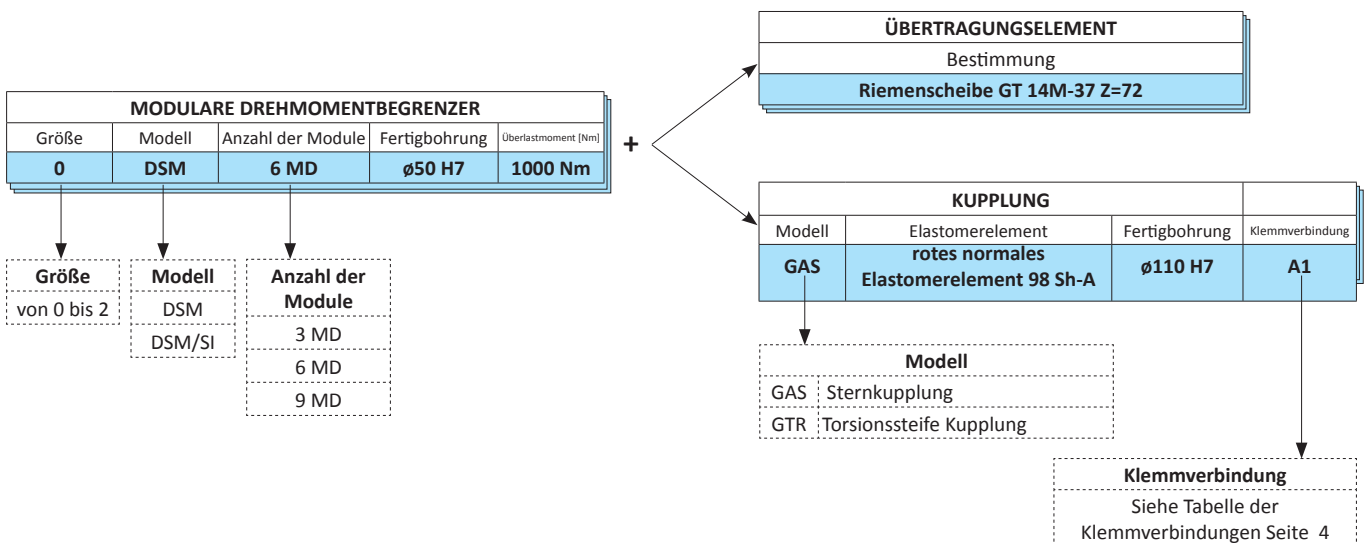 ÜBERTRAGUNGSELEMENT
Bestimmung
Riemenscheibe GT 14M-37 Z=72
MODULARE DREHMOMENTBEGRENZER
Größe Modell Anzahl der Module Fertigbohrung Überlastmoment [Nm]
0 DSM 6 MD ø50 H7 1000 Nm
+
KUPPLUNG
Modell Elastomerelement Fertigbohrung Klemmverbindung
GAS rotes normales Elastomerelement 98 Sh-A ø110 H7 A1
Größe
von 0 bis 2
Modell
DSM
DSM/SI
Anzahl der
Module
3 MD
6 MD
9 MD
Modell
GAS Sternkupplung
GTR Torsionssteife Kupplung
Klemmverbindung
Siehe Tabelle der
Klemmverbindungen Seite 4